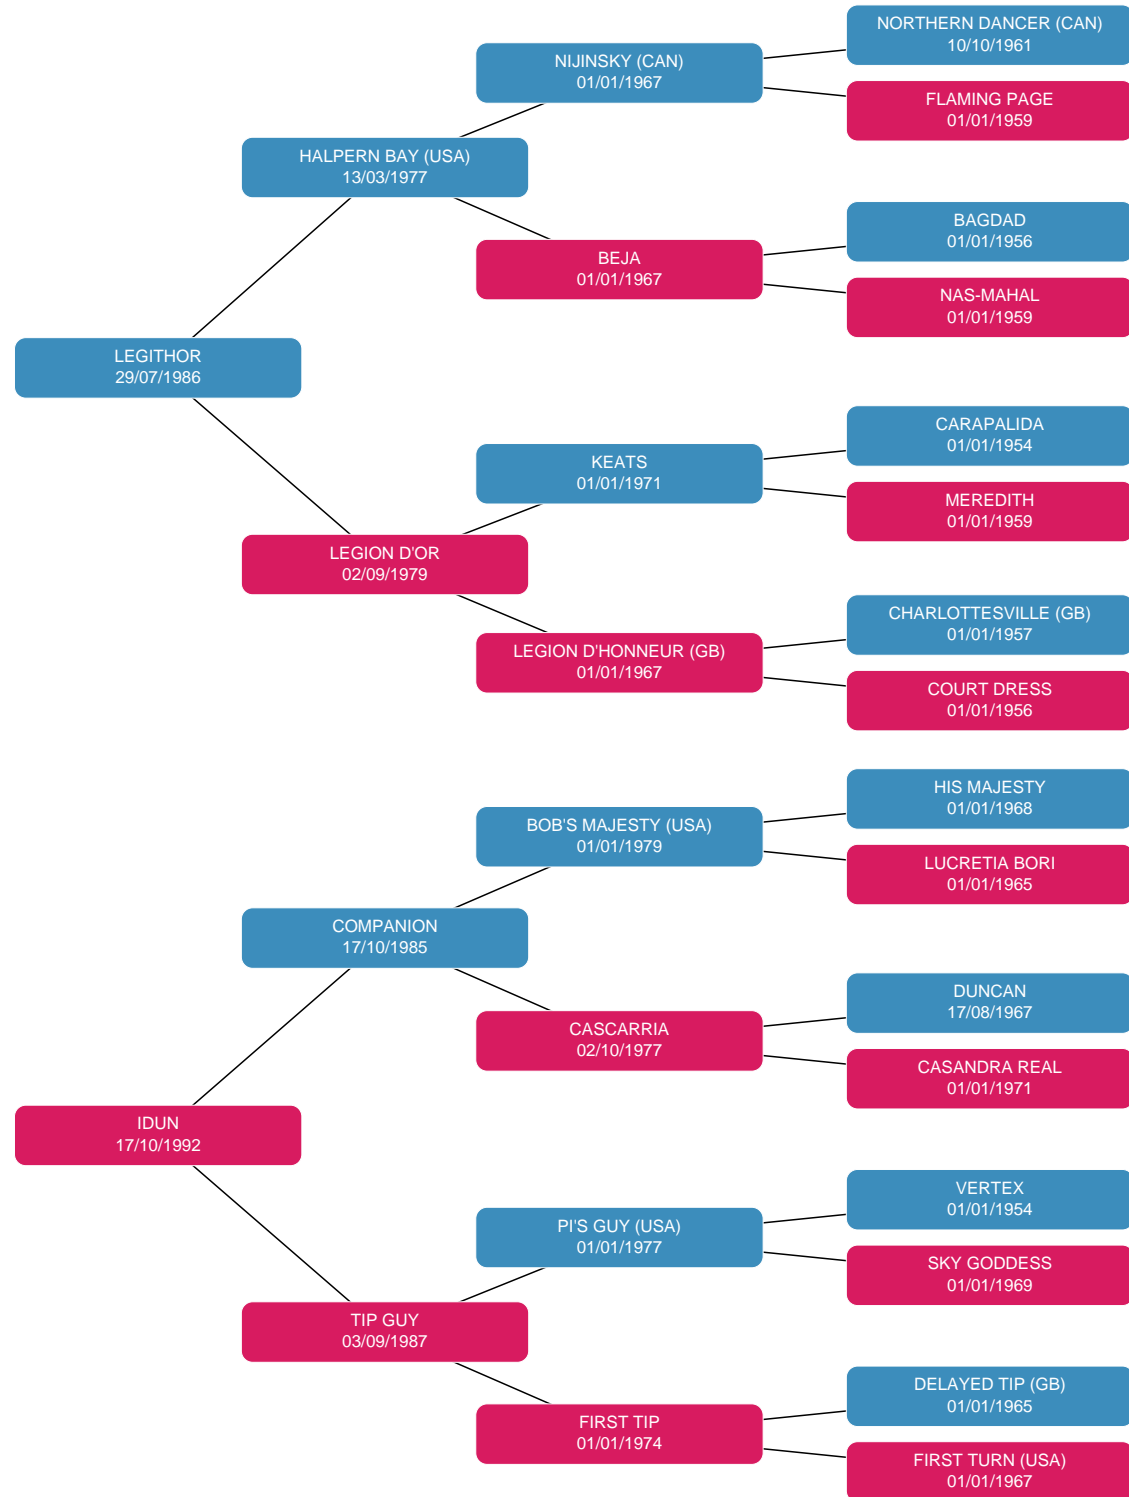 NORTHERN DANCER (CAN)
10/10/1961
NIJINSKY (CAN)
01/01/1967
FLAMING PAGE
01/01/1959
HALPERN BAY (USA)
13/03/1977
BAGDAD
01/01/1956
BEJA
01/01/1967
NAS-MAHAL
01/01/1959
LEGITHOR
29/07/1986
CARAPALIDA
01/01/1954
KEATS
01/01/1971
MEREDITH
01/01/1959
LEGION D'OR
02/09/1979
CHARLOTTESVILLE (GB)
01/01/1957
LEGION D'HONNEUR (GB)
01/01/1967
COURT DRESS
01/01/1956
HIS MAJESTY
01/01/1968
BOB'S MAJESTY (USA)
01/01/1979
LUCRETIA BORI
01/01/1965
COMPANION
17/10/1985
DUNCAN
17/08/1967
CASCARRIA
02/10/1977
CASANDRA REAL
01/01/1971
IDUN
17/10/1992
VERTEX
01/01/1954
PI'S GUY (USA)
01/01/1977
SKY GODDESS
01/01/1969
TIP GUY
03/09/1987
DELAYED TIP (GB)
01/01/1965
FIRST TIP
01/01/1974
FIRST TURN (USA)
01/01/1967